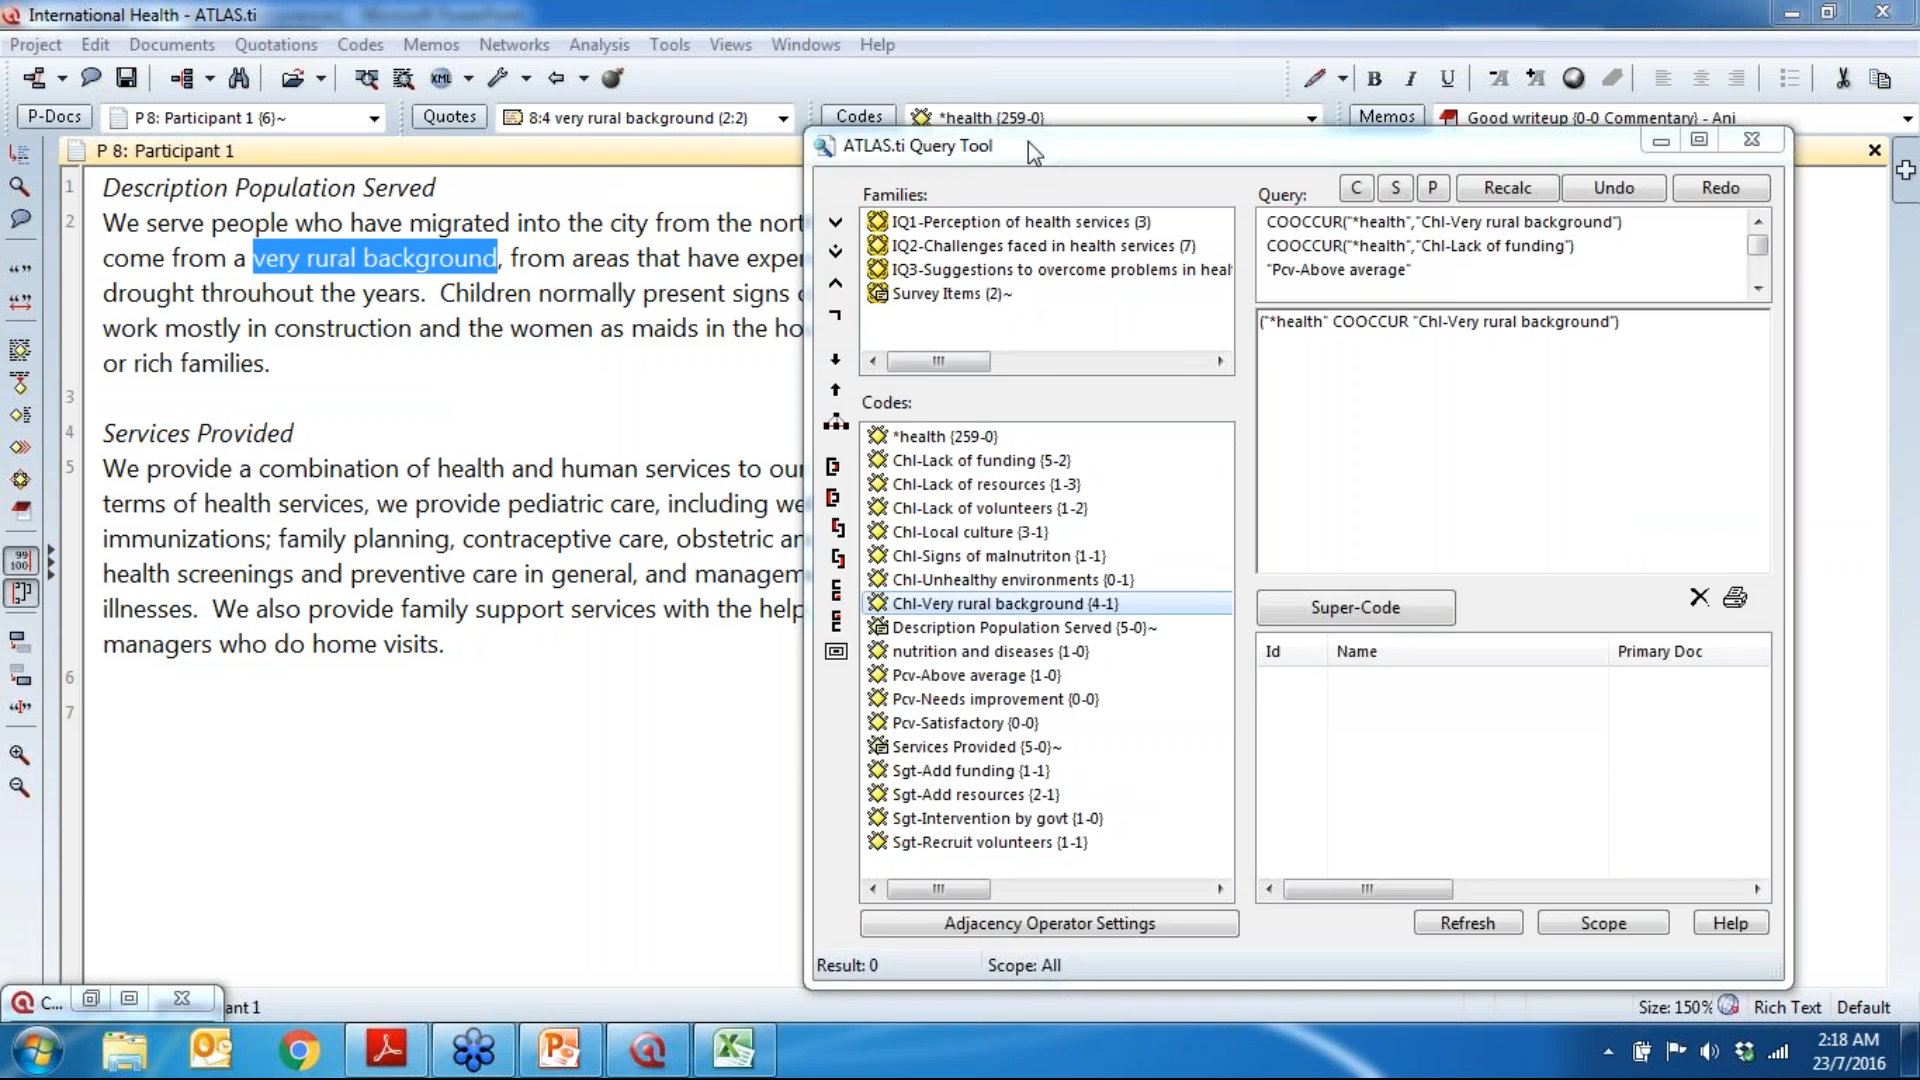 International Health - ATLAS.ti
Project Edit Documents Quotations Codes Memos Networks Analysis Tools Views Windows Help
XML
B I U A A
P-Docs P 8: Participant 1 {6}~ Quotes 8:4 very rural background (2:2) Codes *health {259-0} Memos Good writeup {0-0 Commentary} - Ani
P 8: Participant 1
1 Description Population Served
2 We serve people who have migrated into the city from the nor
come from a very rural background, from areas that have exper
drought throuhout the years. Children normally present signs
work mostly in construction and the women as maids in the ho
or rich families.
3
4 Services Provided
5 We provide a combination of health and human services to our
terms of health services, we provide pediatric care, including we
immunizations; family planning, contraceptive care, obstetric an
health screenings and preventive care in general, and managem
illnesses. We also provide family support services with the help
managers who do home visits.
6
7
99
100
ATLAS.ti Query Tool
Families:
IQ1-Perception of health services (3)
IQ2-Challenges faced in health services (7)
IQ3-Suggestions to overcome problems in heal
Survey Items (2)~
Codes:
*health {259-0}
Chl-Lack of funding {5-2}
Chl-Lack of resources {1-3}
Chl-Lack of volunteers {1-2}
Chl-Local culture {3-1}
Chl-Signs of malnutriton {1-1}
Chl-Unhealthy environments {0-1}
Chl-Very rural background {4-1}
Description Population Served {5-0}~
nutrition and diseases {1-0}
Pcv-Above average {1-0}
Pcv-Needs improvement {0-0}
Pcv-Satisfactory {0-0}
Services Provided {5-0}~
Sgt-Add funding {1-1}
Sgt-Add resources {2-1}
Sgt-Intervention by govt {1-0}
Sgt-Recruit volunteers {1-1}
Adjacency Operator Settings
Query: C S P Recalc Undo Redo
COOCCUR("*health","Chl-Very rural background")
COOCCUR("*health","Chl-Lack of funding")
"Pcv-Above average"
("*health" COOCCUR "Chl-Very rural background")
Super-Code
Id Name Primary Doc
Refresh Scope Help
Result: 0 Scope: All
C... ant 1
Size: 150% Rich Text Default
2:18 AM
23/7/2016